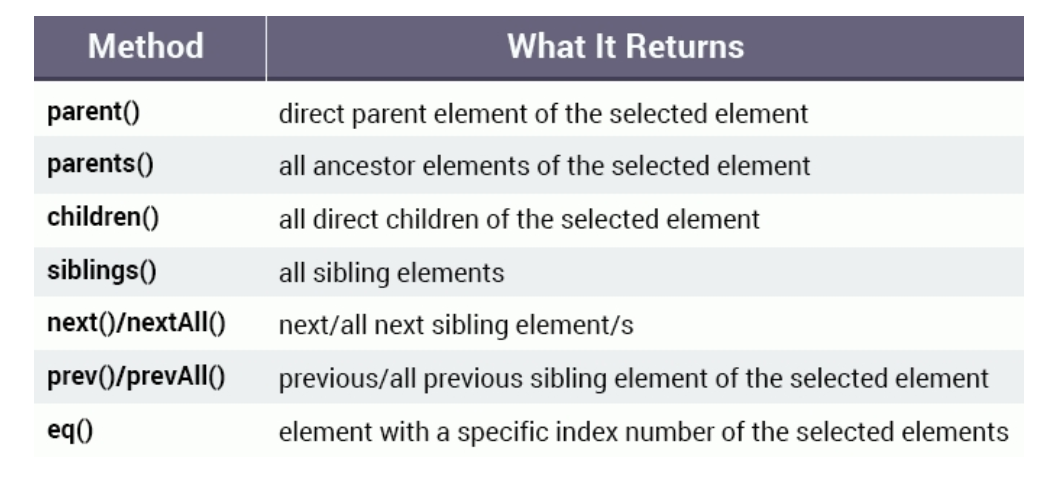 Method What It Returns
parent() direct parent element of the selected element
parents() all ancestor elements of the selected element
children() all direct children of the selected element
siblings() all sibling elements
next()/nextAll() next/all next sibling element/s
prev()/prevAll() previous/all previous sibling element of the selected element
eq() element with a specific index number of the selected elements